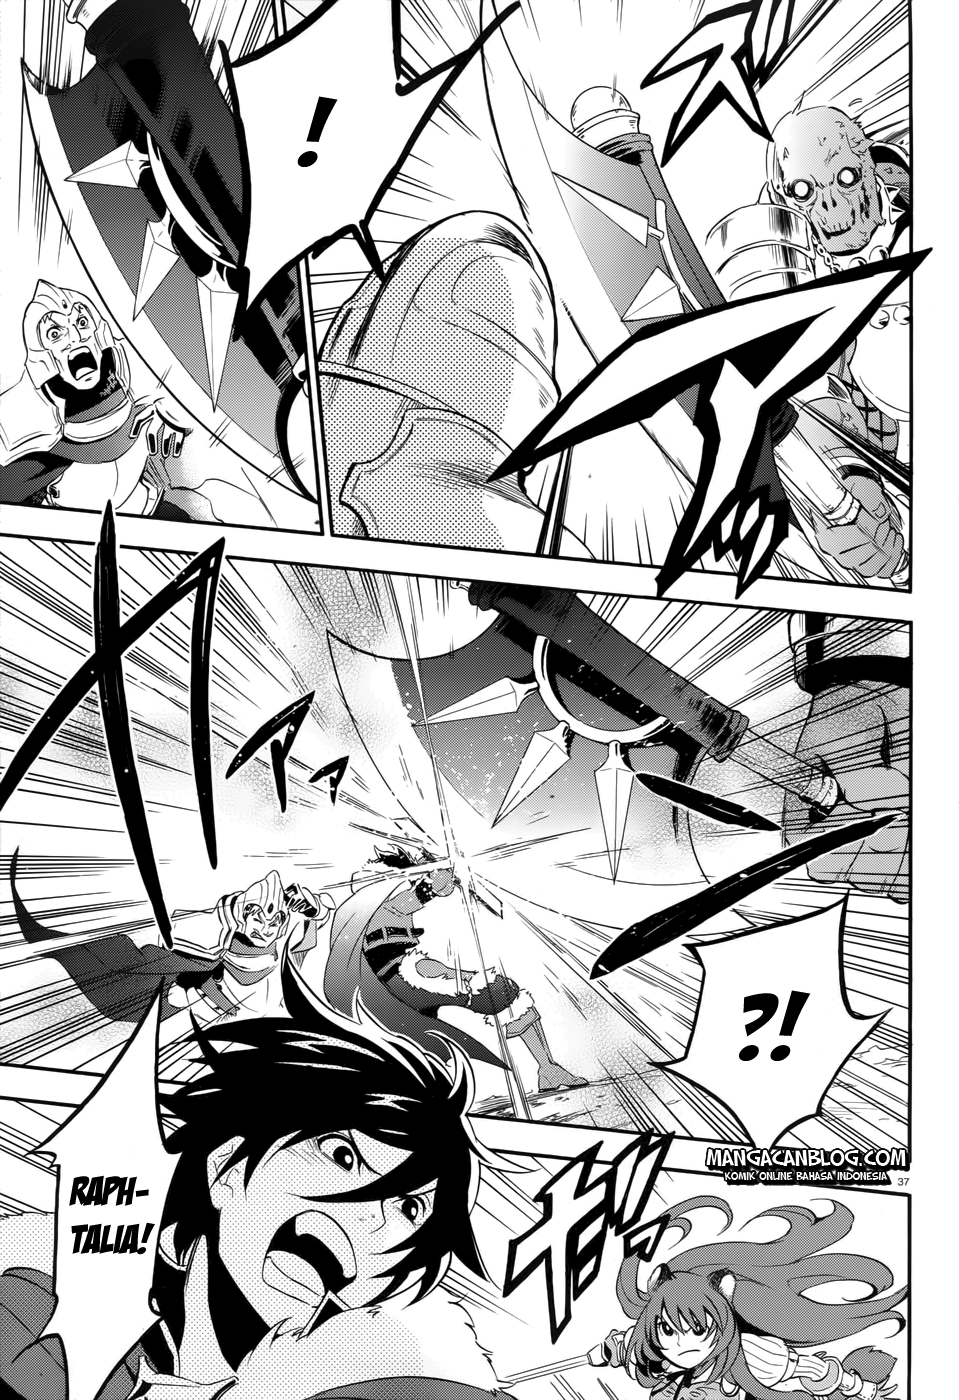 !
?!
MANGACANBLOG.COM
KOMIK ONLINE BAHASA INDONESIA
37
RAPH-
TALIA!